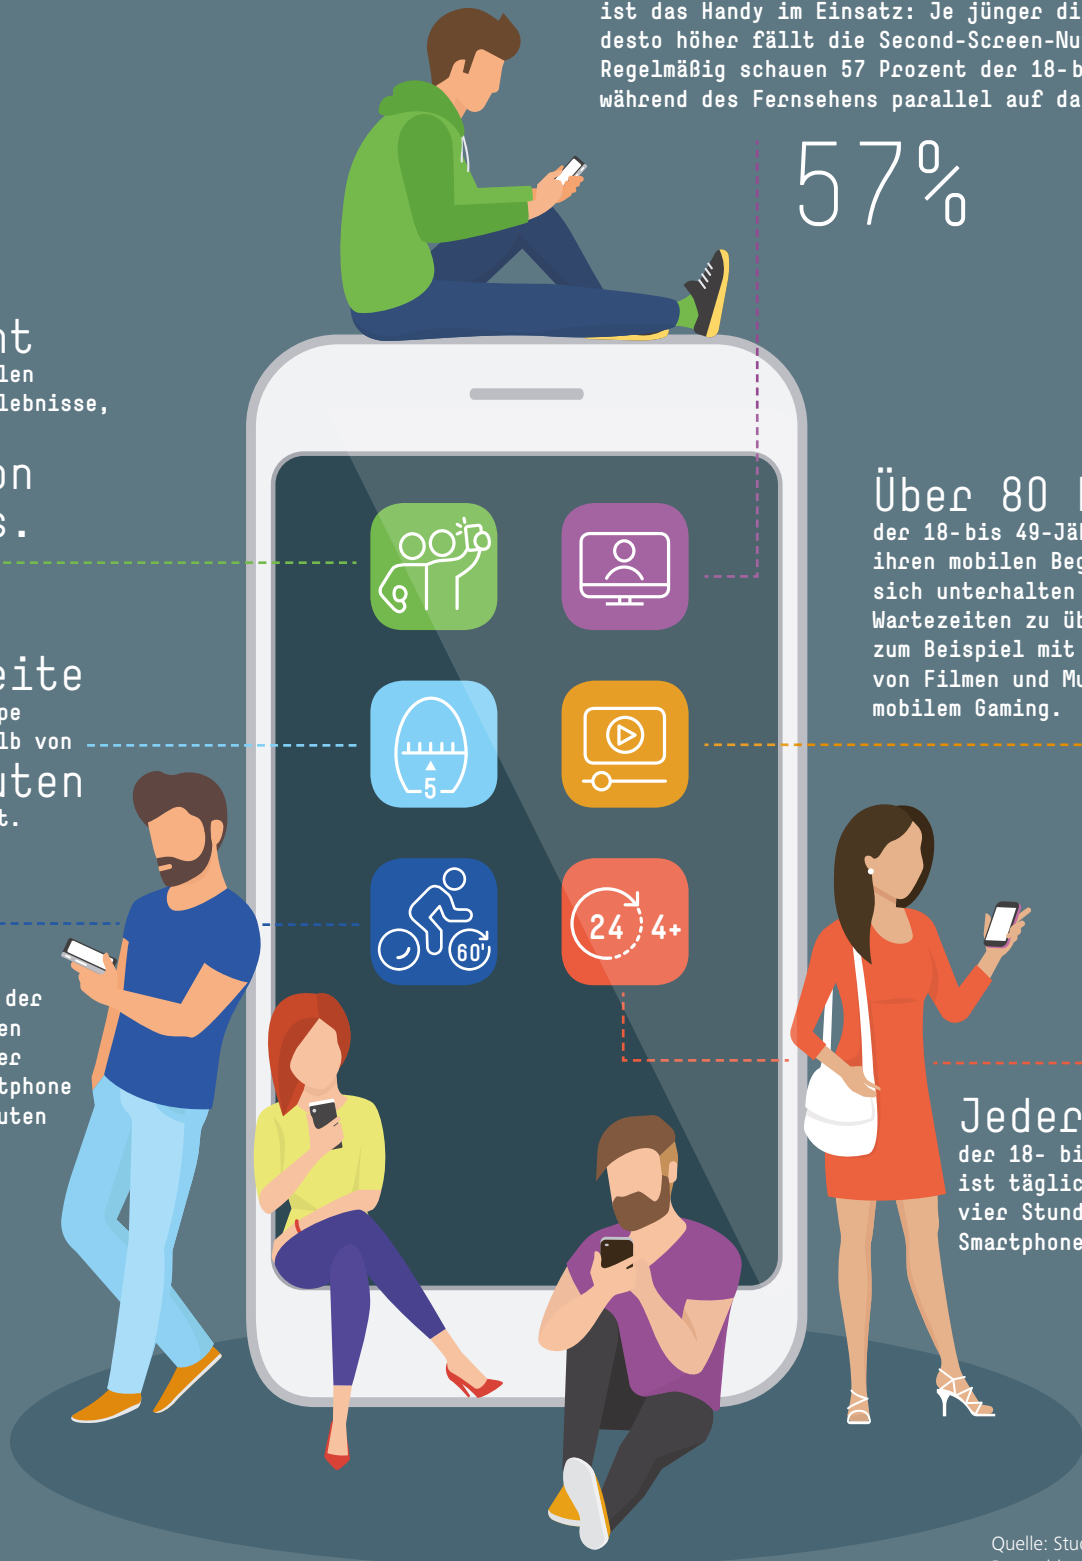 ist das Handy im Einsatz: Je jünger di
desto höher fällt die Second-Screen-Nu
Regelmäßig schauen 57 Prozent der 18-b
während des Fernsehens parallel auf da
57%
nt
len
lebnisse,
on
s.
Über 80
der 18-bis 49-Jäh
ihren mobilen Beg
sich unterhalten
Wartezeiten zu üb
zum Beispiel mit
von Filmen und Mu
mobilem Gaming.
eite
pe
lb von
uten
t.
5
60'
24 4+
der
en
er
tphone
uten
Jeder
der 18- bi
ist täglic
vier Stund
Smartphone
Quelle: Stud